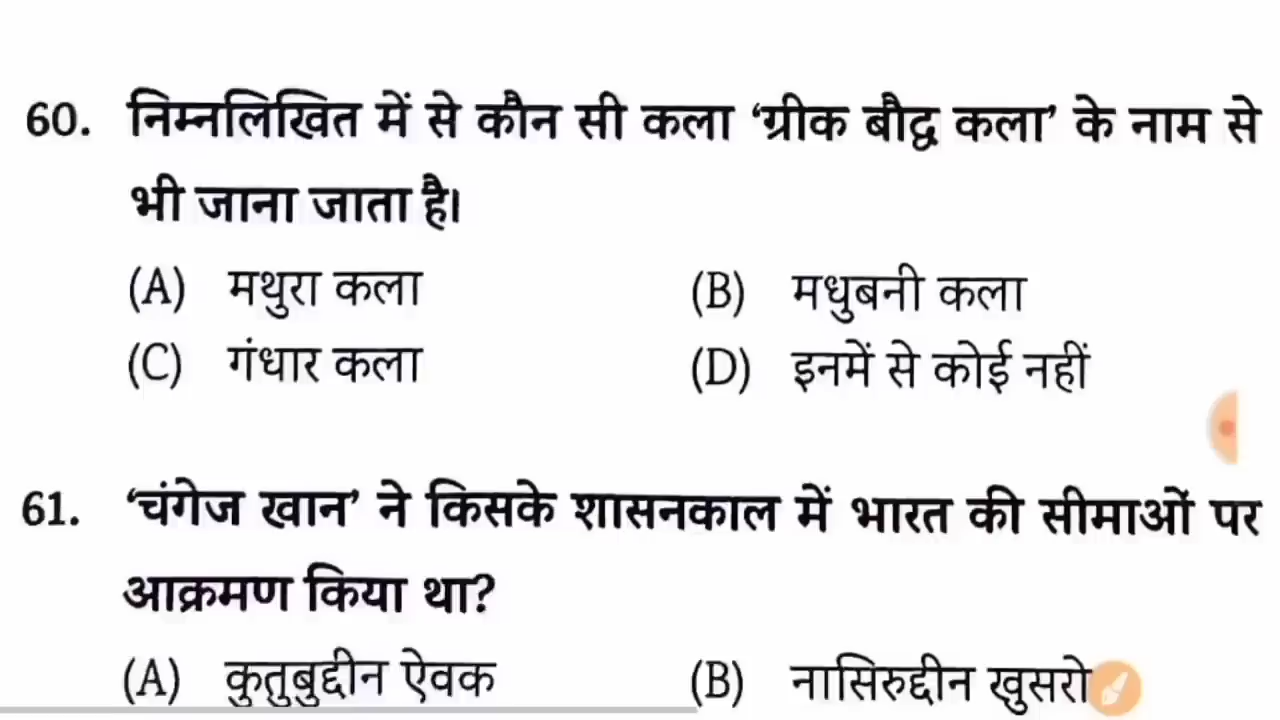 60. निम्नलिखित में से कौन सी कला ‘ग्रीक बौद्ध कला’ के नाम से
भी जाना जाता है।
(A) मथुरा कला (B) मधुबनी कला
(C) गंधार कला (D) इनमें से कोई नहीं
61. ‘चंगेज खान’ ने किसके शासनकाल में भारत की सीमाओं पर
आक्रमण किया था?
(A) कुतुबुद्दीन ऐवक (B) नासिरुद्दीन खुसरो